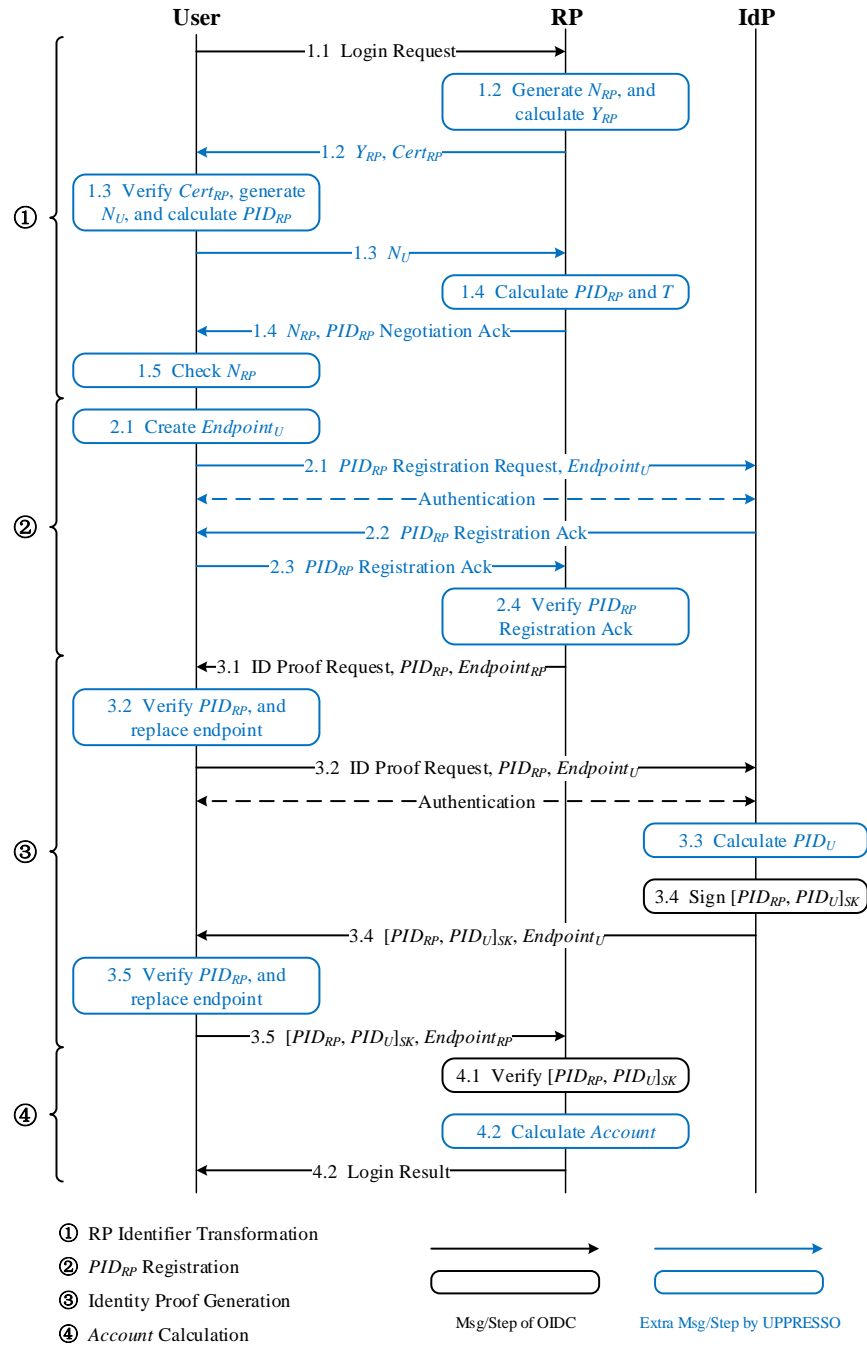 User RP IdP
1.1 Login Request
1.2 Generate N_RP, and
calculate Y_RP
1.2 Y_RP, Cert_RP
1.3 Verify Cert_RP, generate
N_U, and calculate PID_RP
①
1.3 N_U
1.4 Calculate PID_RP and T
1.4 N_RP, PID_RP Negotiation Ack
1.5 Check N_RP
2.1 Create Endpoint_U
2.1 PID_RP Registration Request, Endpoint_U
Authentication
②
2.2 PID_RP Registration Ack
2.3 PID_RP Registration Ack
2.4 Verify PID_RP
Registration Ack
3.1 ID Proof Request, PID_RP, Endpoint_RP
3.2 Verify PID_RP, and
replace endpoint
3.2 ID Proof Request, PID_RP, Endpoint_U
Authentication
3.3 Calculate PID_U
③
3.4 Sign [PID_RP, PID_U]_SK
3.4 [PID_RP, PID_U]_SK, Endpoint_U
3.5 Verify PID_RP, and
replace endpoint
3.5 [PID_RP, PID_U]_SK, Endpoint_RP
4.1 Verify [PID_RP, PID_U]_SK
④
4.2 Calculate Account
4.2 Login Result
① RP Identifier Transformation
② PID_RP Registration
③ Identity Proof Generation
④ Account Calculation
Msg/Step of OIDC
Extra Msg/Step by UPPRESSO